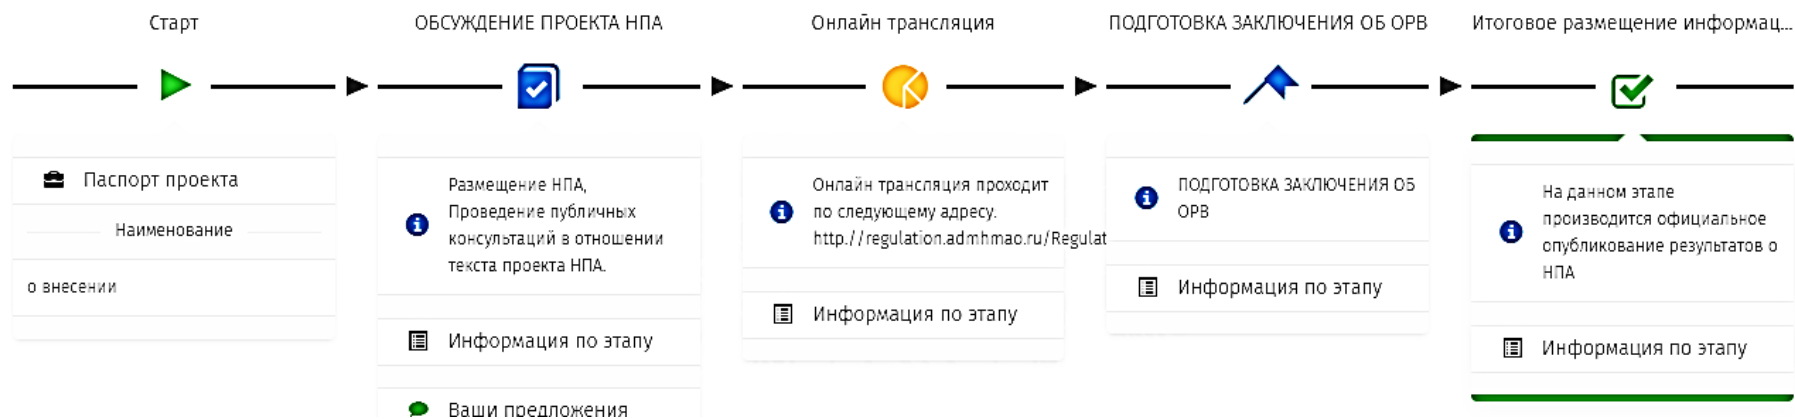 Старт
ОБСУЖДЕНИЕ ПРОЕКТА НПА
Онлайн трансляция
ПОДГОТОВКА ЗАКЛЮЧЕНИЯ ОБ ОРВ
Итоговое размещение информац...
Паспорт проекта
Наименование
о внесении
Размещение НПА,
Проведение публичных
консультаций в отношении
текста проекта НПА.
Информация по этапу
Ваши предложения
Онлайн трансляция проходит
по следующему адресу.
http.//regulation.admhmao.ru/Regulat
Информация по этапу
ПОДГОТОВКА ЗАКЛЮЧЕНИЯ ОБ
ОРВ
Информация по этапу
На данном этапе
производится официальное
опубликование результатов о
НПА
Информация по этапу